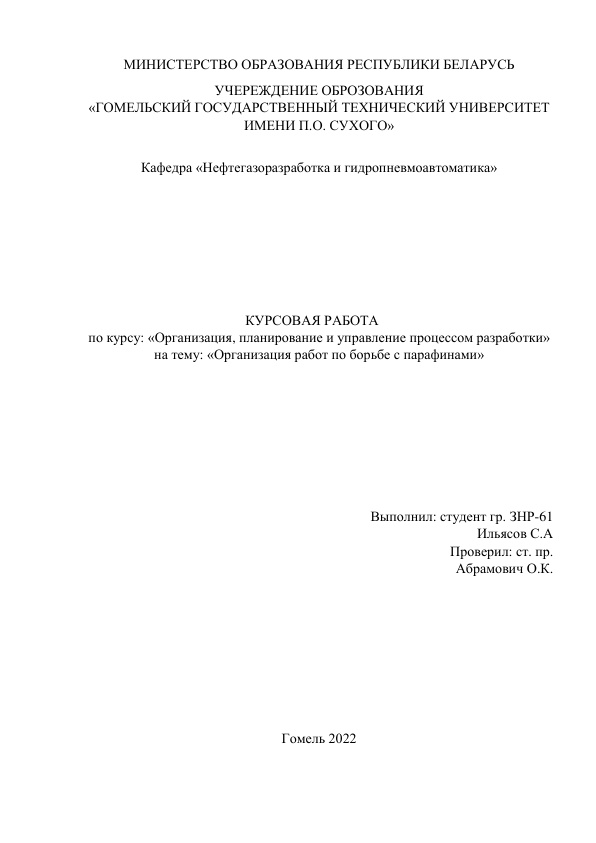 МИНИСТЕРСТВО ОБРАЗОВАНИЯ РЕСПУБЛИКИ БЕЛАРУСЬ
УЧЕРЕЖДЕНИЕ ОБРОЗОВАНИЯ
«ГОМЕЛЬСКИЙ ГОСУДАРСТВЕННЫЙ ТЕХНИЧЕСКИЙ УНИВЕРСИТЕТ
ИМЕНИ П.О. СУХОГО»
Кафедра «Нефтегазоразработка и гидропневмоавтоматика»
КУРСОВАЯ РАБОТА
по курсу: «Организация, планирование и управление процессом разработки»
на тему: «Организация работ по борьбе с парафинами»
Выполнил: студент гр. ЗНР-61
Ильясов С.А
Проверил: ст. пр.
Абрамович О.К.
Гомель 2022